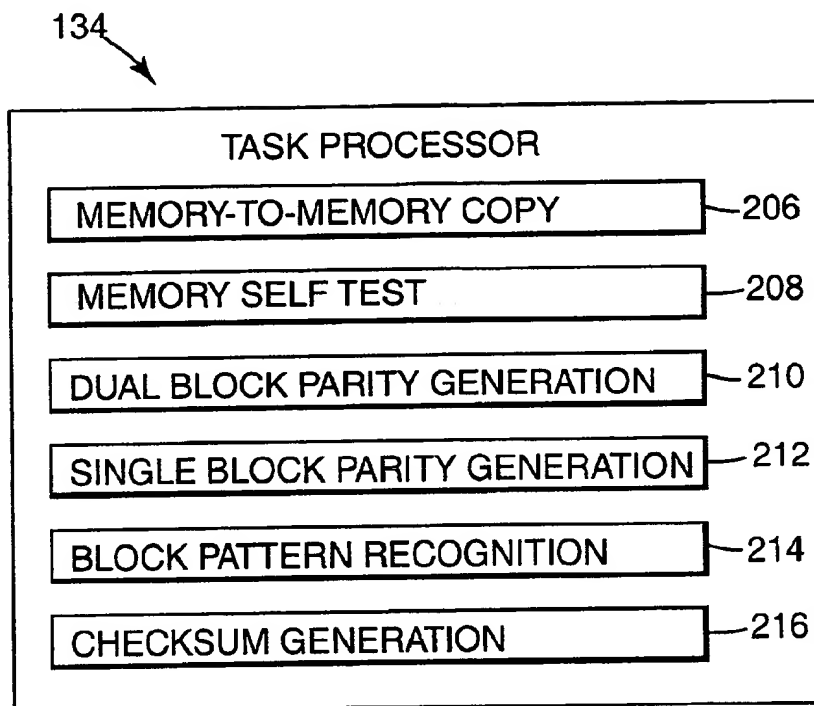 134
TASK PROCESSOR
MEMORY-TO-MEMORY COPY 206
MEMORY SELF TEST 208
DUAL BLOCK PARITY GENERATION 210
SINGLE BLOCK PARITY GENERATION 212
BLOCK PATTERN RECOGNITION 214
CHECKSUM GENERATION 216